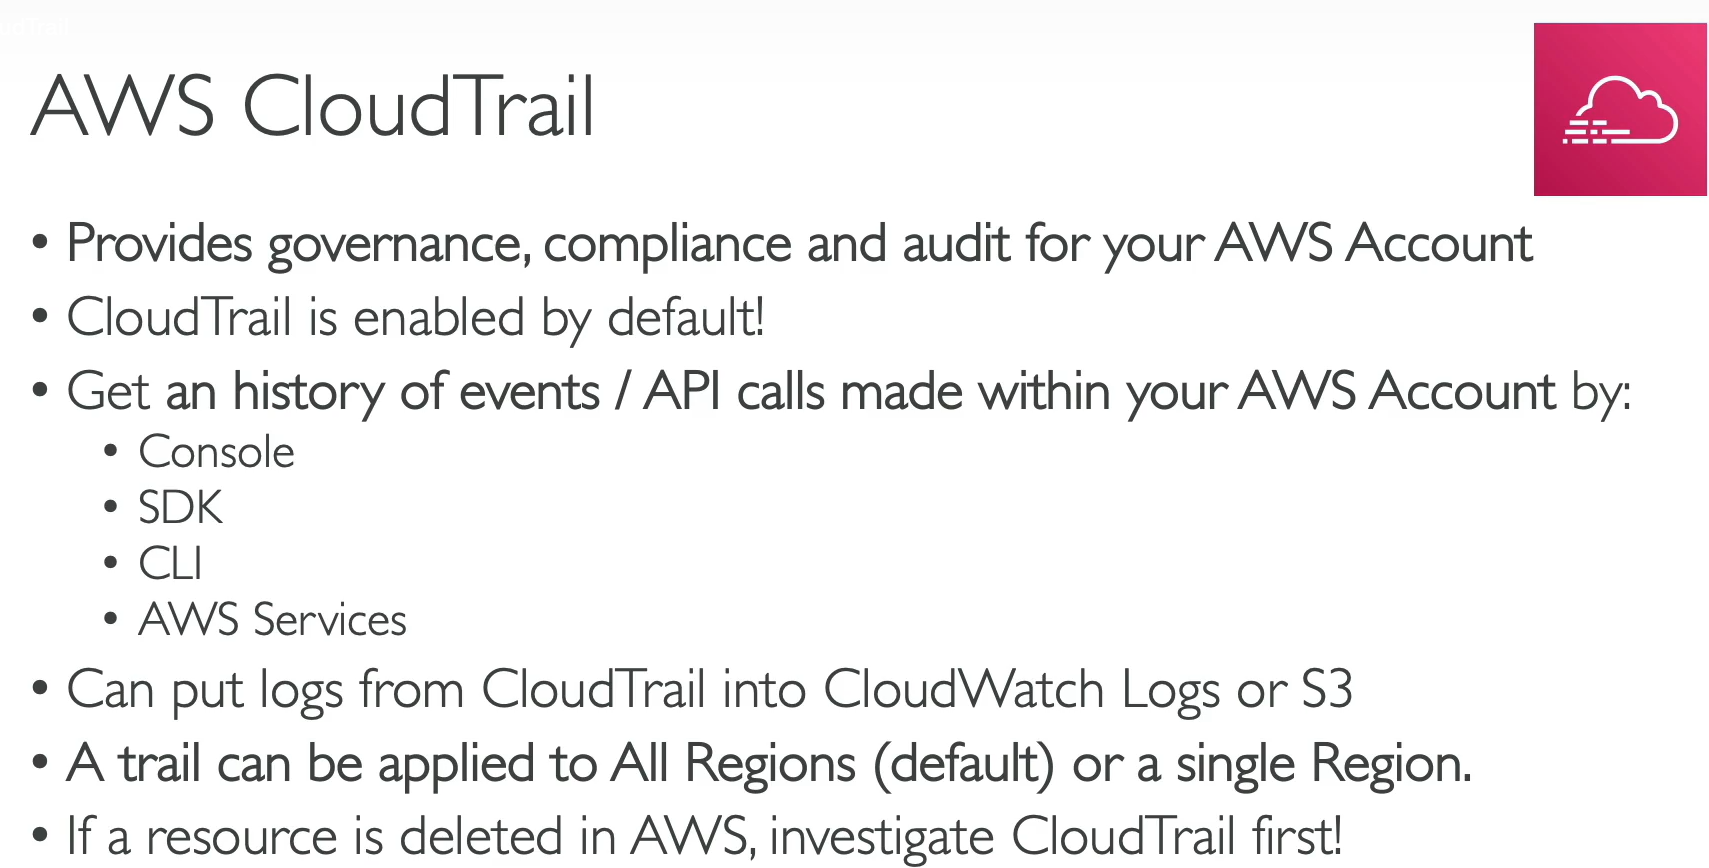 AWS CloudTrail
• Provides governance, compliance and audit for your AWS Account
• CloudTrail is enabled by default!
• Get an history of events / API calls made within your AWS Account by:
• Console
• SDK
• CLI
• AWS Services
• Can put logs from CloudTrail into CloudWatch Logs or S3
• A trail can be applied to All Regions (default) or a single Region.
• If a resource is deleted in AWS, investigate CloudTrail first!